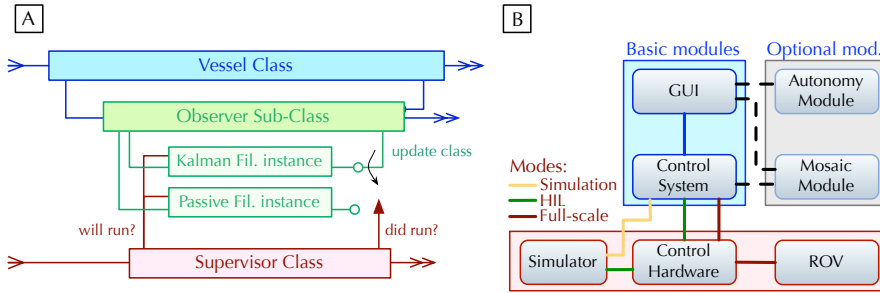 A
Vessel Class
Observer Sub-Class
Kalman Fil. instance
update class
Passive Fil. instance
will run?
did run?
Supervisor Class
B
Basic modules
Optional mod.
GUI
Autonomy
Module
Control
System
Mosaic
Module
Modes:
Simulation
HIL
Full-scale
Simulator
Control
Hardware
ROV